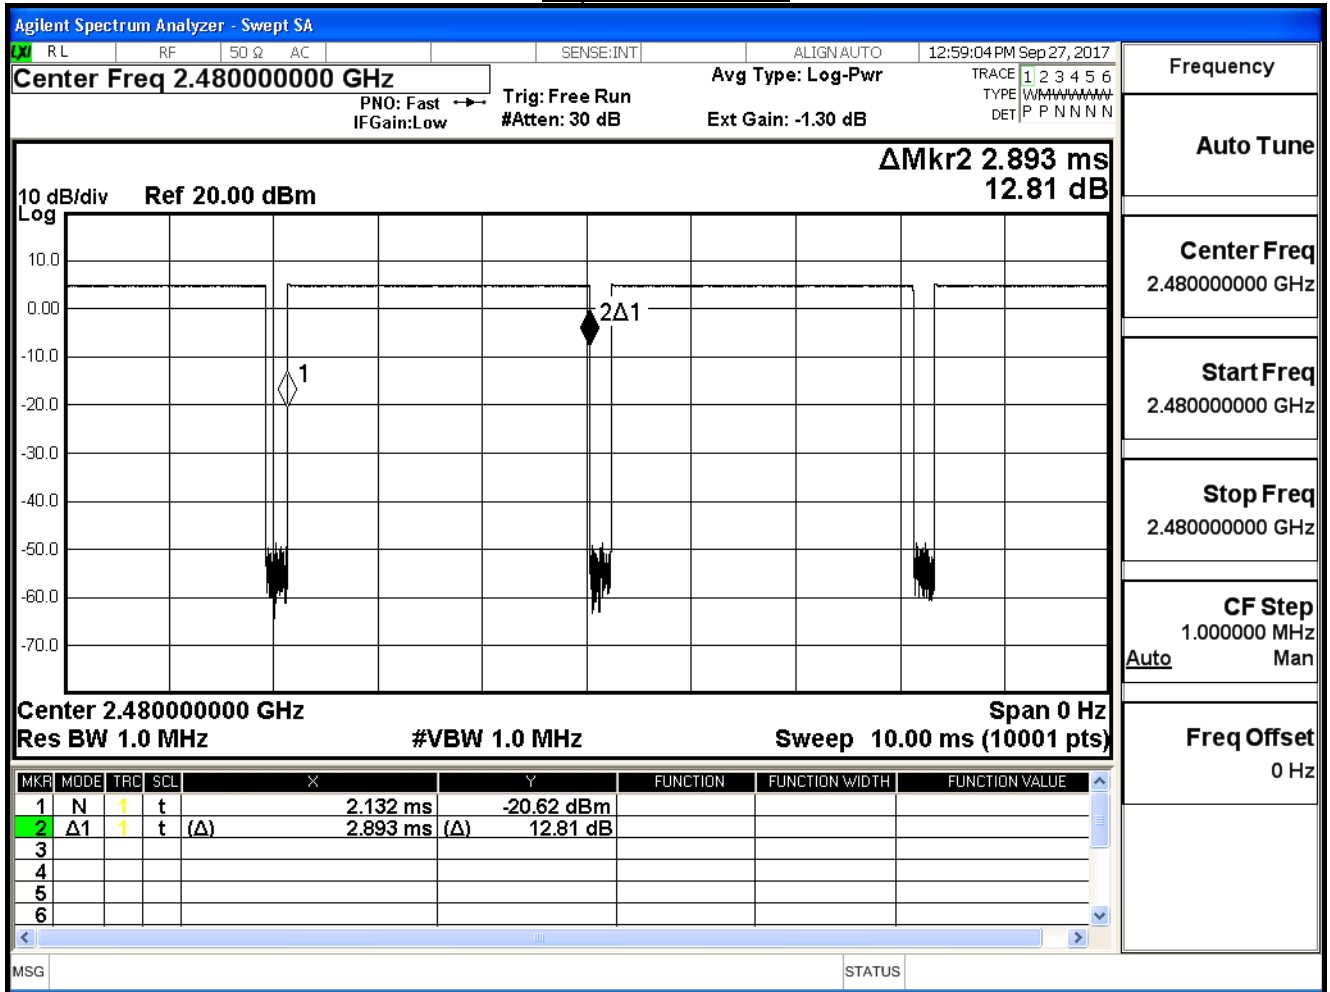 Agilent Spectrum Analyzer - Swept SA
LXI RL RF 50 Ω AC SENSE:INT ALIGN AUTO 12:59:04 PM Sep 27, 2017
Center Freq 2.480000000 GHz
PNO: Fast
IFGain:Low
Trig: Free Run
#Atten: 30 dB
Avg Type: Log-Pwr
Ext Gain: -1.30 dB
TRACE 1 2 3 4 5 6
TYPE WMWWWWW
DET P P N N N N
ΔMkr2 2.893 ms
12.81 dB
10 dB/div Ref 20.00 dBm
Log
10.0
0.00
-10.0
-20.0
-30.0
-40.0
-50.0
-60.0
-70.0
1
2Δ1
Center 2.480000000 GHz Span 0 Hz
Res BW 1.0 MHz #VBW 1.0 MHz Sweep 10.00 ms (10001 pts)
MKR MODE TRC SCL X Y FUNCTION FUNCTION WIDTH FUNCTION VALUE
1 N 1 t 2.132 ms -20.62 dBm
2 Δ1 1 t (Δ) 2.893 ms (Δ) 12.81 dB
3
4
5
6
MSG STATUS
Frequency
Auto Tune
Center Freq
2.480000000 GHz
Start Freq
2.480000000 GHz
Stop Freq
2.480000000 GHz
CF Step
1.000000 MHz
Auto Man
Freq Offset
0 Hz